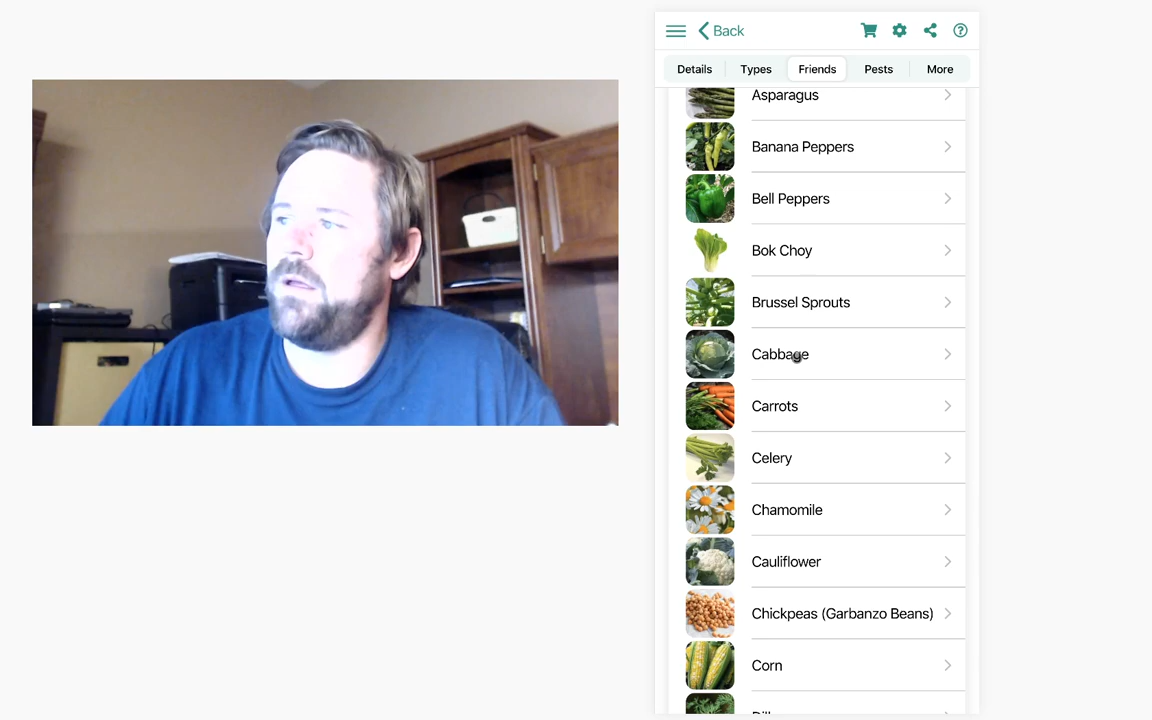 Back
Details Types Friends Pests More
Asparagus
Banana Peppers
Bell Peppers
Bok Choy
Brussel Sprouts
Cabbage
Carrots
Celery
Chamomile
Cauliflower
Chickpeas (Garbanzo Beans)
Corn